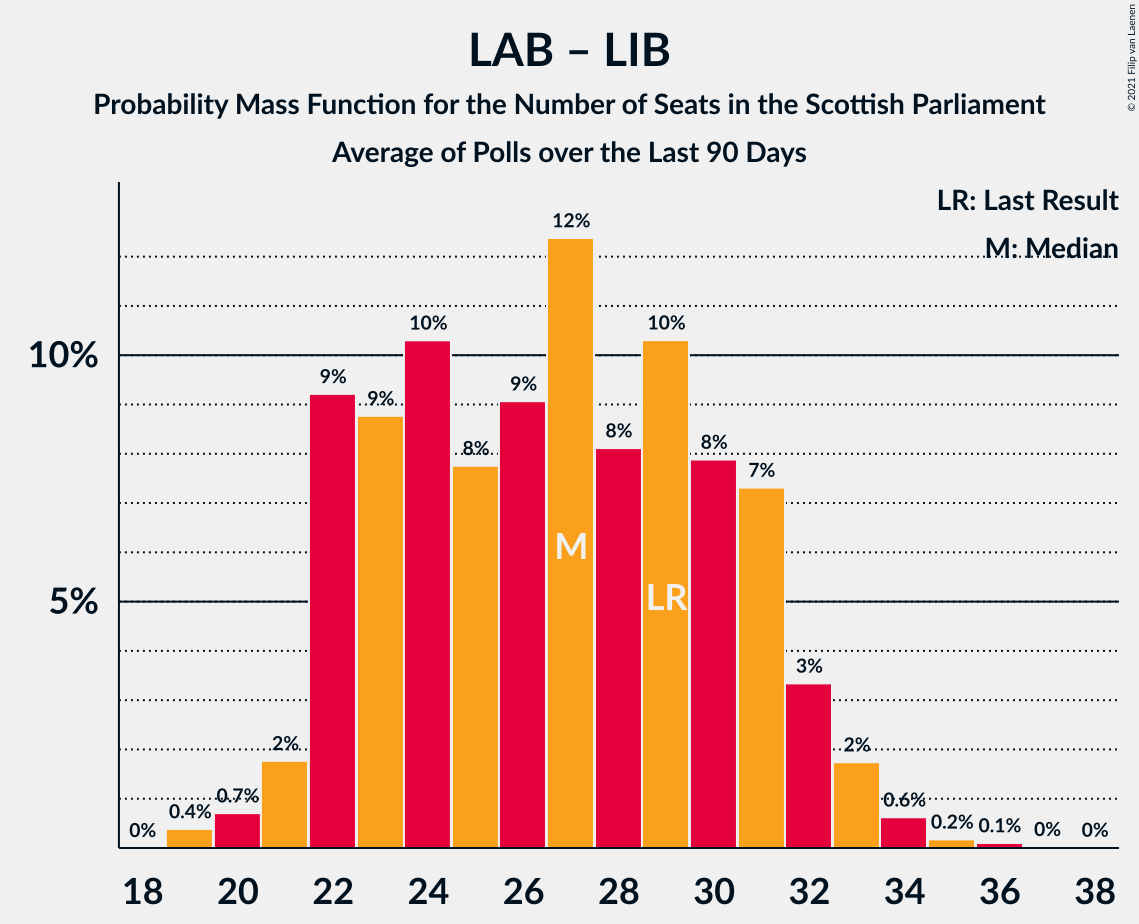 LAB – LIB
Probability Mass Function for the Number of Seats in the Scottish Parliament
Average of Polls over the Last 90 Days
© 2021 Filip van Laenen
LR: Last Result
M: Median
10%
5%
0%
0.4%
0.7%
2%
9%
9%
10%
8%
9%
12%
8%
10%
8%
7%
3%
2%
0.6%
0.2%
0.1%
0%
0%
M
LR
18 20 22 24 26 28 30 32 34 36 38